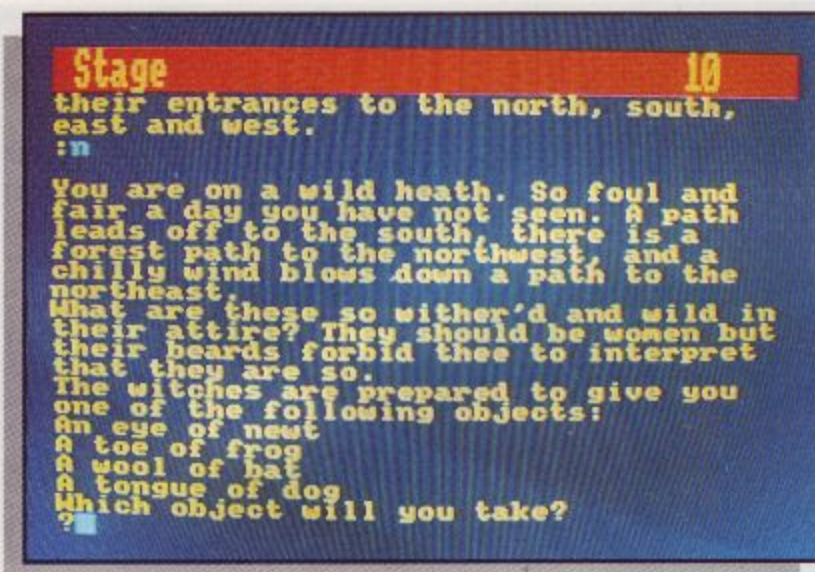 Stage 10
their entrances to the north, south,
east and west.
:n
You are on a wild heath. So foul and
fair a day you have not seen. A path
leads off to the south, there is a
forest path to the northwest, and a
chilly wind blows down a path to the
northeast.
What are these so wither'd and wild in
their attire? They should be women but
their beards forbid thee to interpret
that they are so.
The witches are prepared to give you
one of the following objects:
An eye of newt
A toe of frog
A wool of bat
A tongue of dog
Which object will you take?
?